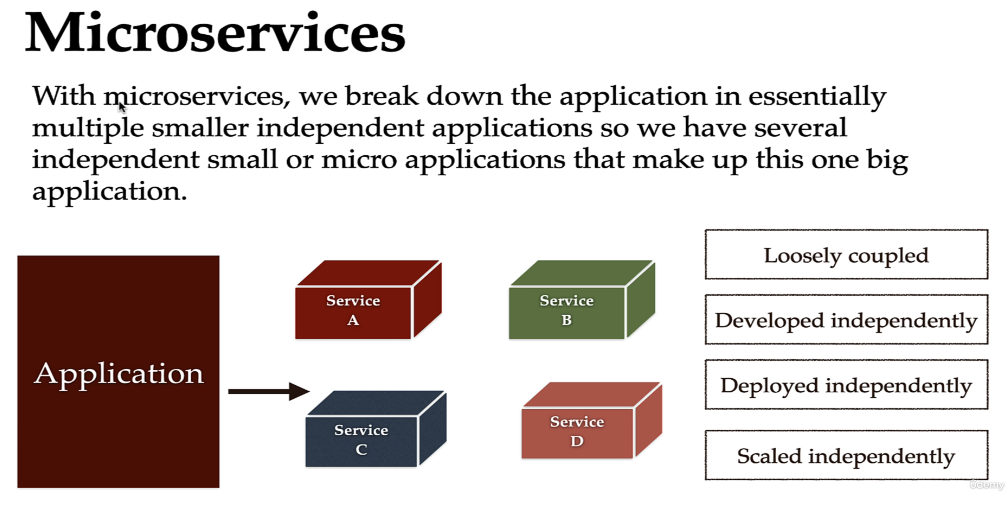 Microservices
With microservices, we break down the application in essentially
multiple smaller independent applications so we have several
independent small or micro applications that make up this one big
application.
Application
Service
A
Service
B
Service
C
Service
D
Loosely coupled
Developed independently
Deployed independently
Scaled independently
Udemy